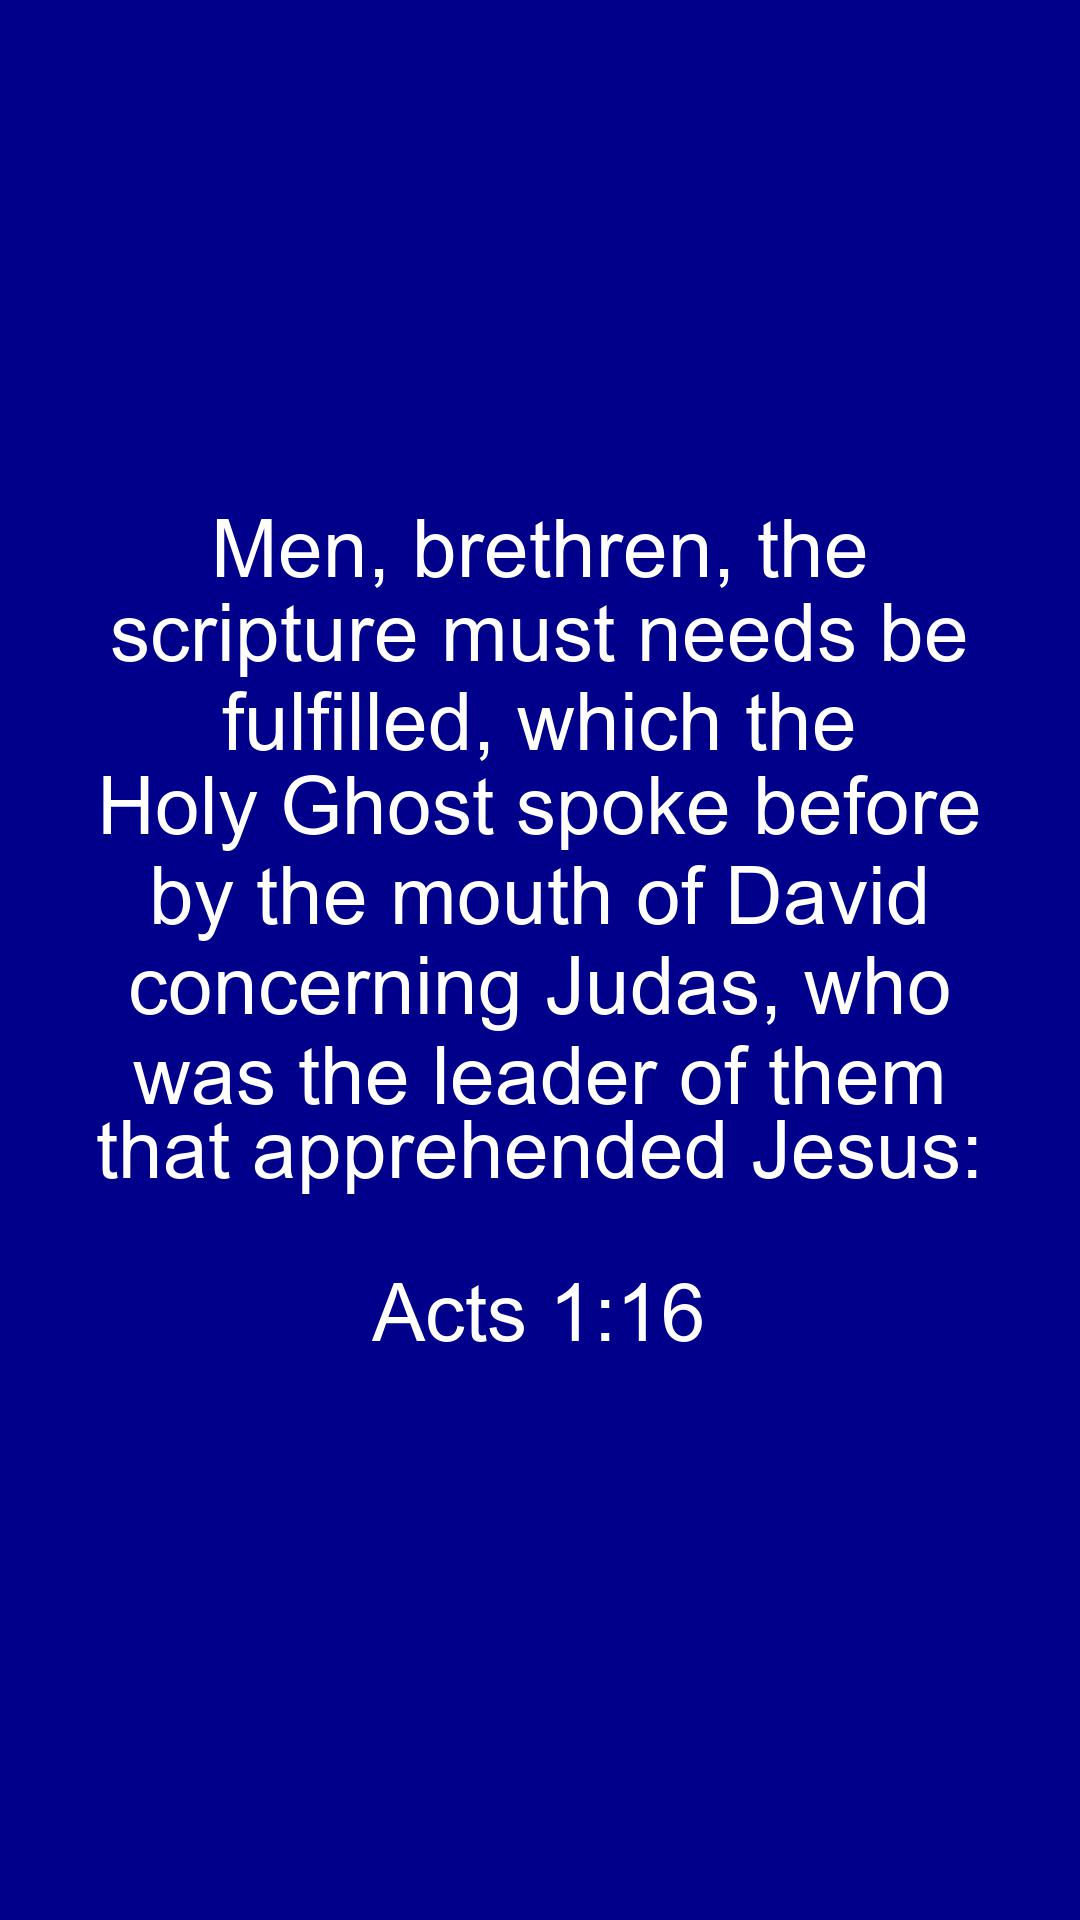 Men, brethren, the
scripture must needs be
fulfilled, which the
Holy Ghost spoke before
by the mouth of David
concerning Judas, who
was the leader of them
that apprehended Jesus:
Acts 1:16